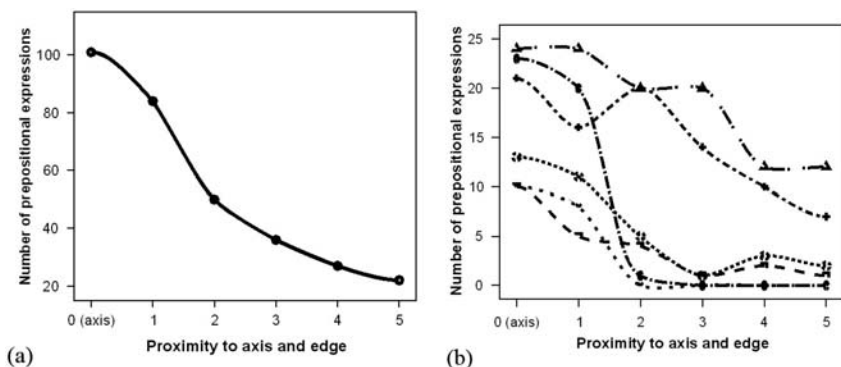 Number of prepositional expressions
100
80
60
40
20
0 (axis) 1 2 3 4 5
Proximity to axis and edge
(a)
Number of prepositional expressions
25
20
15
10
5
0
0 (axis) 1 2 3 4 5
Proximity to axis and edge
(b)